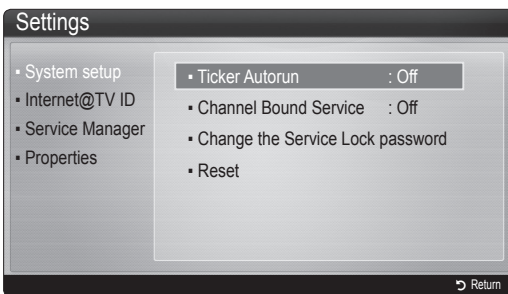 Settings
▪ System setup
▪ Internet@TV ID
▪ Service Manager
▪ Properties
▪ Ticker Autorun : Off
▪ Channel Bound Service : Off
▪ Change the Service Lock password
▪ Reset
Return